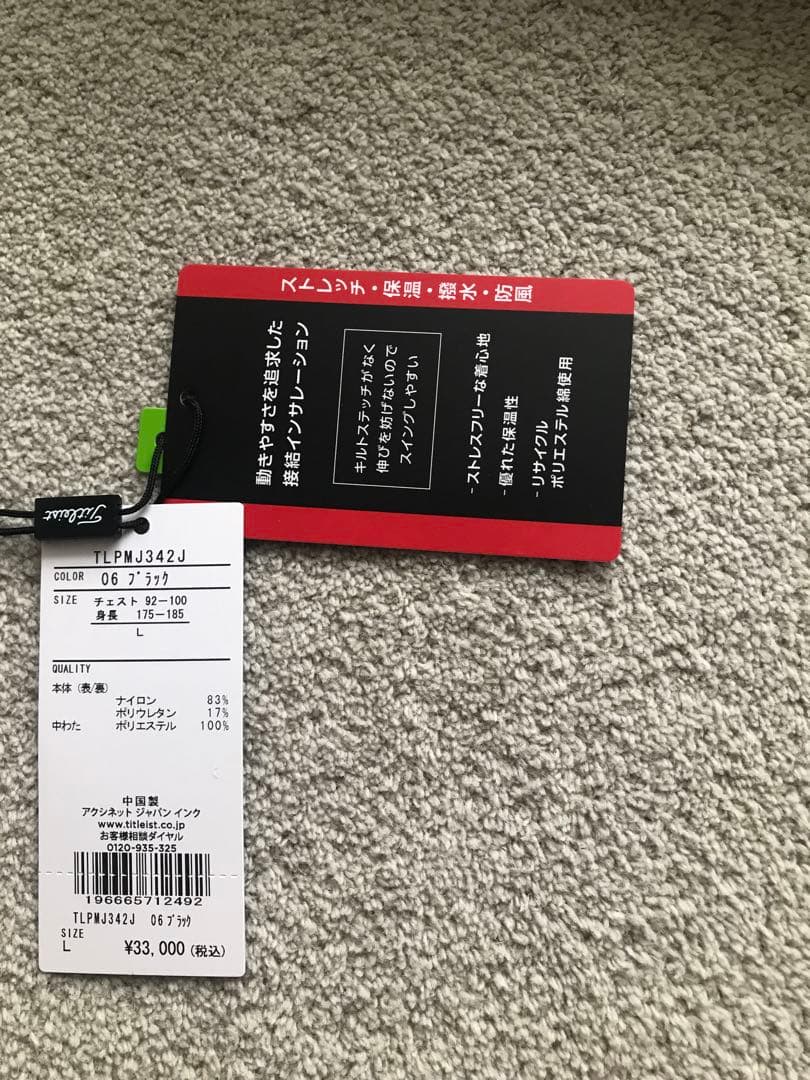 ストレッチ・保温・撥水・防風
動きやすさを追求した
接結インサレーション
キルトステッチがなく
伸びを妨げないので
スイングしやすい
-ストレスフリーな着心地
-優れた保温性
-リサイクル
ポリエステル綿使用
Titleist
TLPMJ342J
COLOR 06 ブラック
SIZE チェスト 92-100
身長 175-185
L
QUALITY
本体(表/裏)
ナイロン 83%
ポリウレタン 17%
中わた ポリエステル 100%
中国製
アクシネット ジャパン インク
www.titleist.co.jp
お客様相談ダイヤル
0120-935-325
196665712492
TLPMJ342J 06 ブラック
SIZE
L ¥33,000(税込)